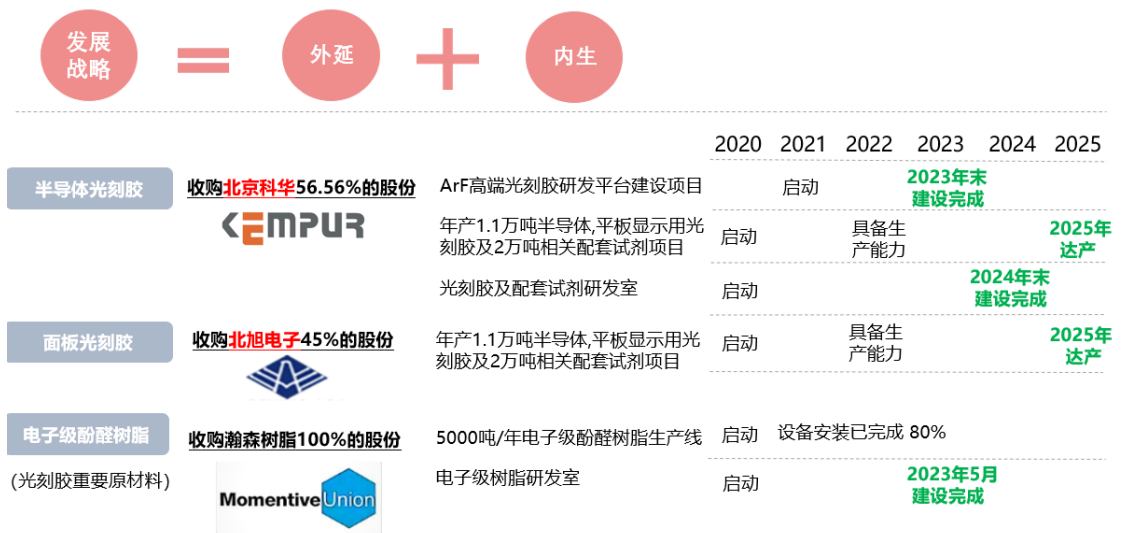 发展
战略
=
外延
+
内生
2020 2021 2022 2023 2024 2025
半导体光刻胶
收购北京科华56.56%的股份
KEMPUR
ArF高端光刻胶研发平台建设项目
启动
2023年末
建设完成
年产1.1万吨半导体,平板显示用光
刻胶及2万吨相关配套试剂项目
启动
具备生
产能力
2025年
达产
光刻胶及配套试剂研发室
启动
2024年末
建设完成
面板光刻胶
收购北旭电子45%的股份
年产1.1万吨半导体,平板显示用光
刻胶及2万吨相关配套试剂项目
启动
具备生
产能力
2025年
达产
电子级酚醛树脂
(光刻胶重要原材料)
收购瀚森树脂100%的股份
MomentiveUnion
5000吨/年电子级酚醛树脂生产线
启动
设备安装已完成 80%
电子级树脂研发室
启动
2023年5月
建设完成